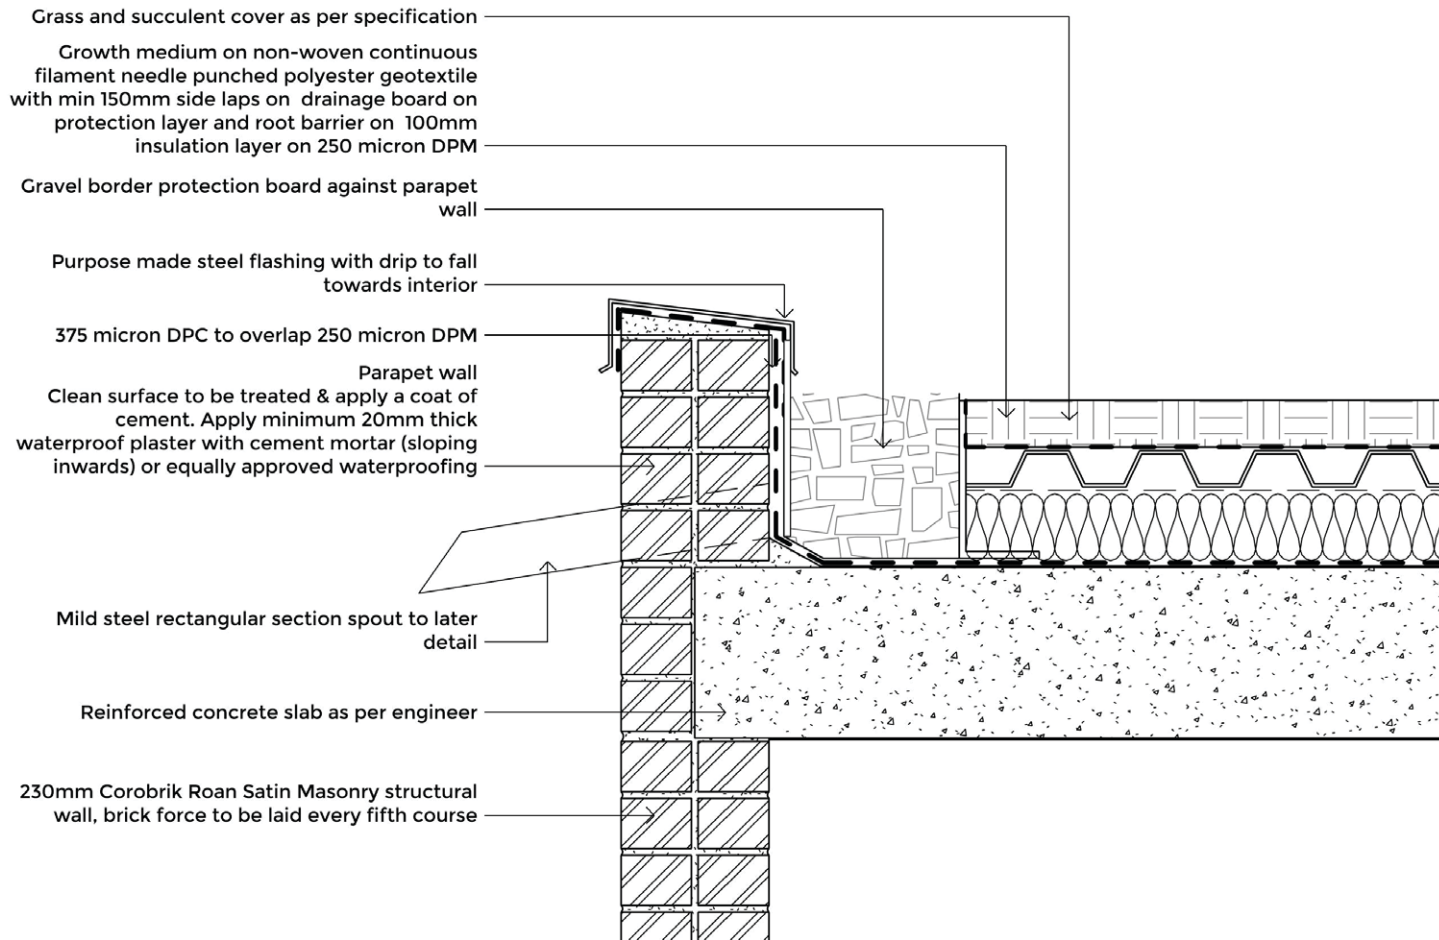 Grass and succulent cover as per specification
Growth medium on non-woven continuous
filament needle punched polyester geotextile
with min 150mm side laps on drainage board on
protection layer and root barrier on 100mm
insulation layer on 250 micron DPM
Gravel border protection board against parapet
wall
Purpose made steel flashing with drip to fall
towards interior
375 micron DPC to overlap 250 micron DPM
Parapet wall
Clean surface to be treated & apply a coat of
cement. Apply minimum 20mm thick
waterproof plaster with cement mortar (sloping
inwards) or equally approved waterproofing
Mild steel rectangular section spout to later
detail
Reinforced concrete slab as per engineer
230mm Corobrik Roan Satin Masonry structural
wall, brick force to be laid every fifth course